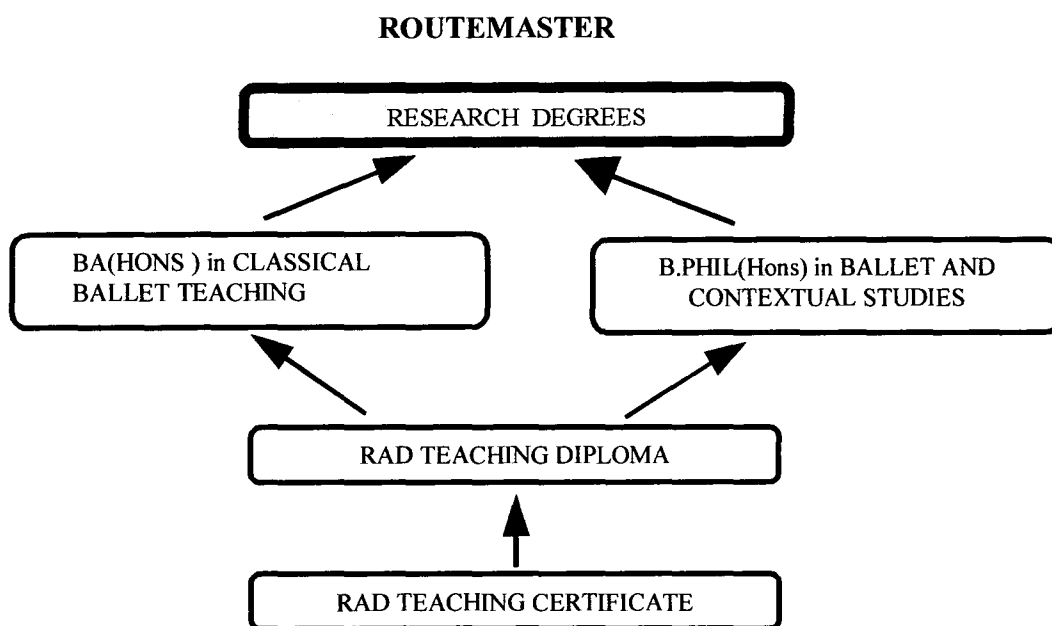 ROUTEMASTER
RESEARCH DEGREES
BA(HONS ) in CLASSICAL
BALLET TEACHING
B.PHIL(Hons) in BALLET AND
CONTEXTUAL STUDIES
RAD TEACHING DIPLOMA
RAD TEACHING CERTIFICATE